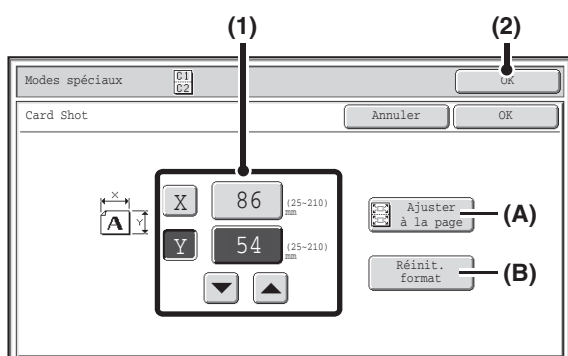 (1) (2)
Modes spéciaux C1 C2 OK
Card Shot Annuler OK
X
X 86 (25~210) mm
A Y
Y 54 (25~210) mm
Ajuster à la page (A)
Réinit. format (B)